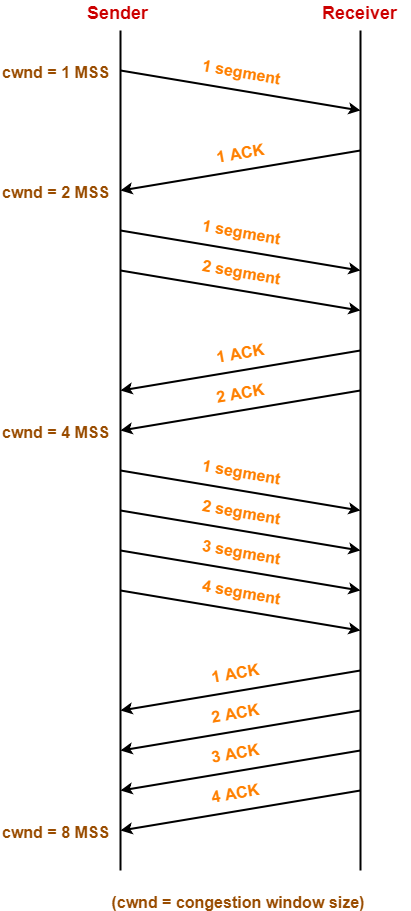 Sender Receiver
cwnd = 1 MSS
1 segment
1 ACK
cwnd = 2 MSS
1 segment
2 segment
1 ACK
2 ACK
cwnd = 4 MSS
1 segment
2 segment
3 segment
4 segment
1 ACK
2 ACK
3 ACK
4 ACK
cwnd = 8 MSS
(cwnd = congestion window size)